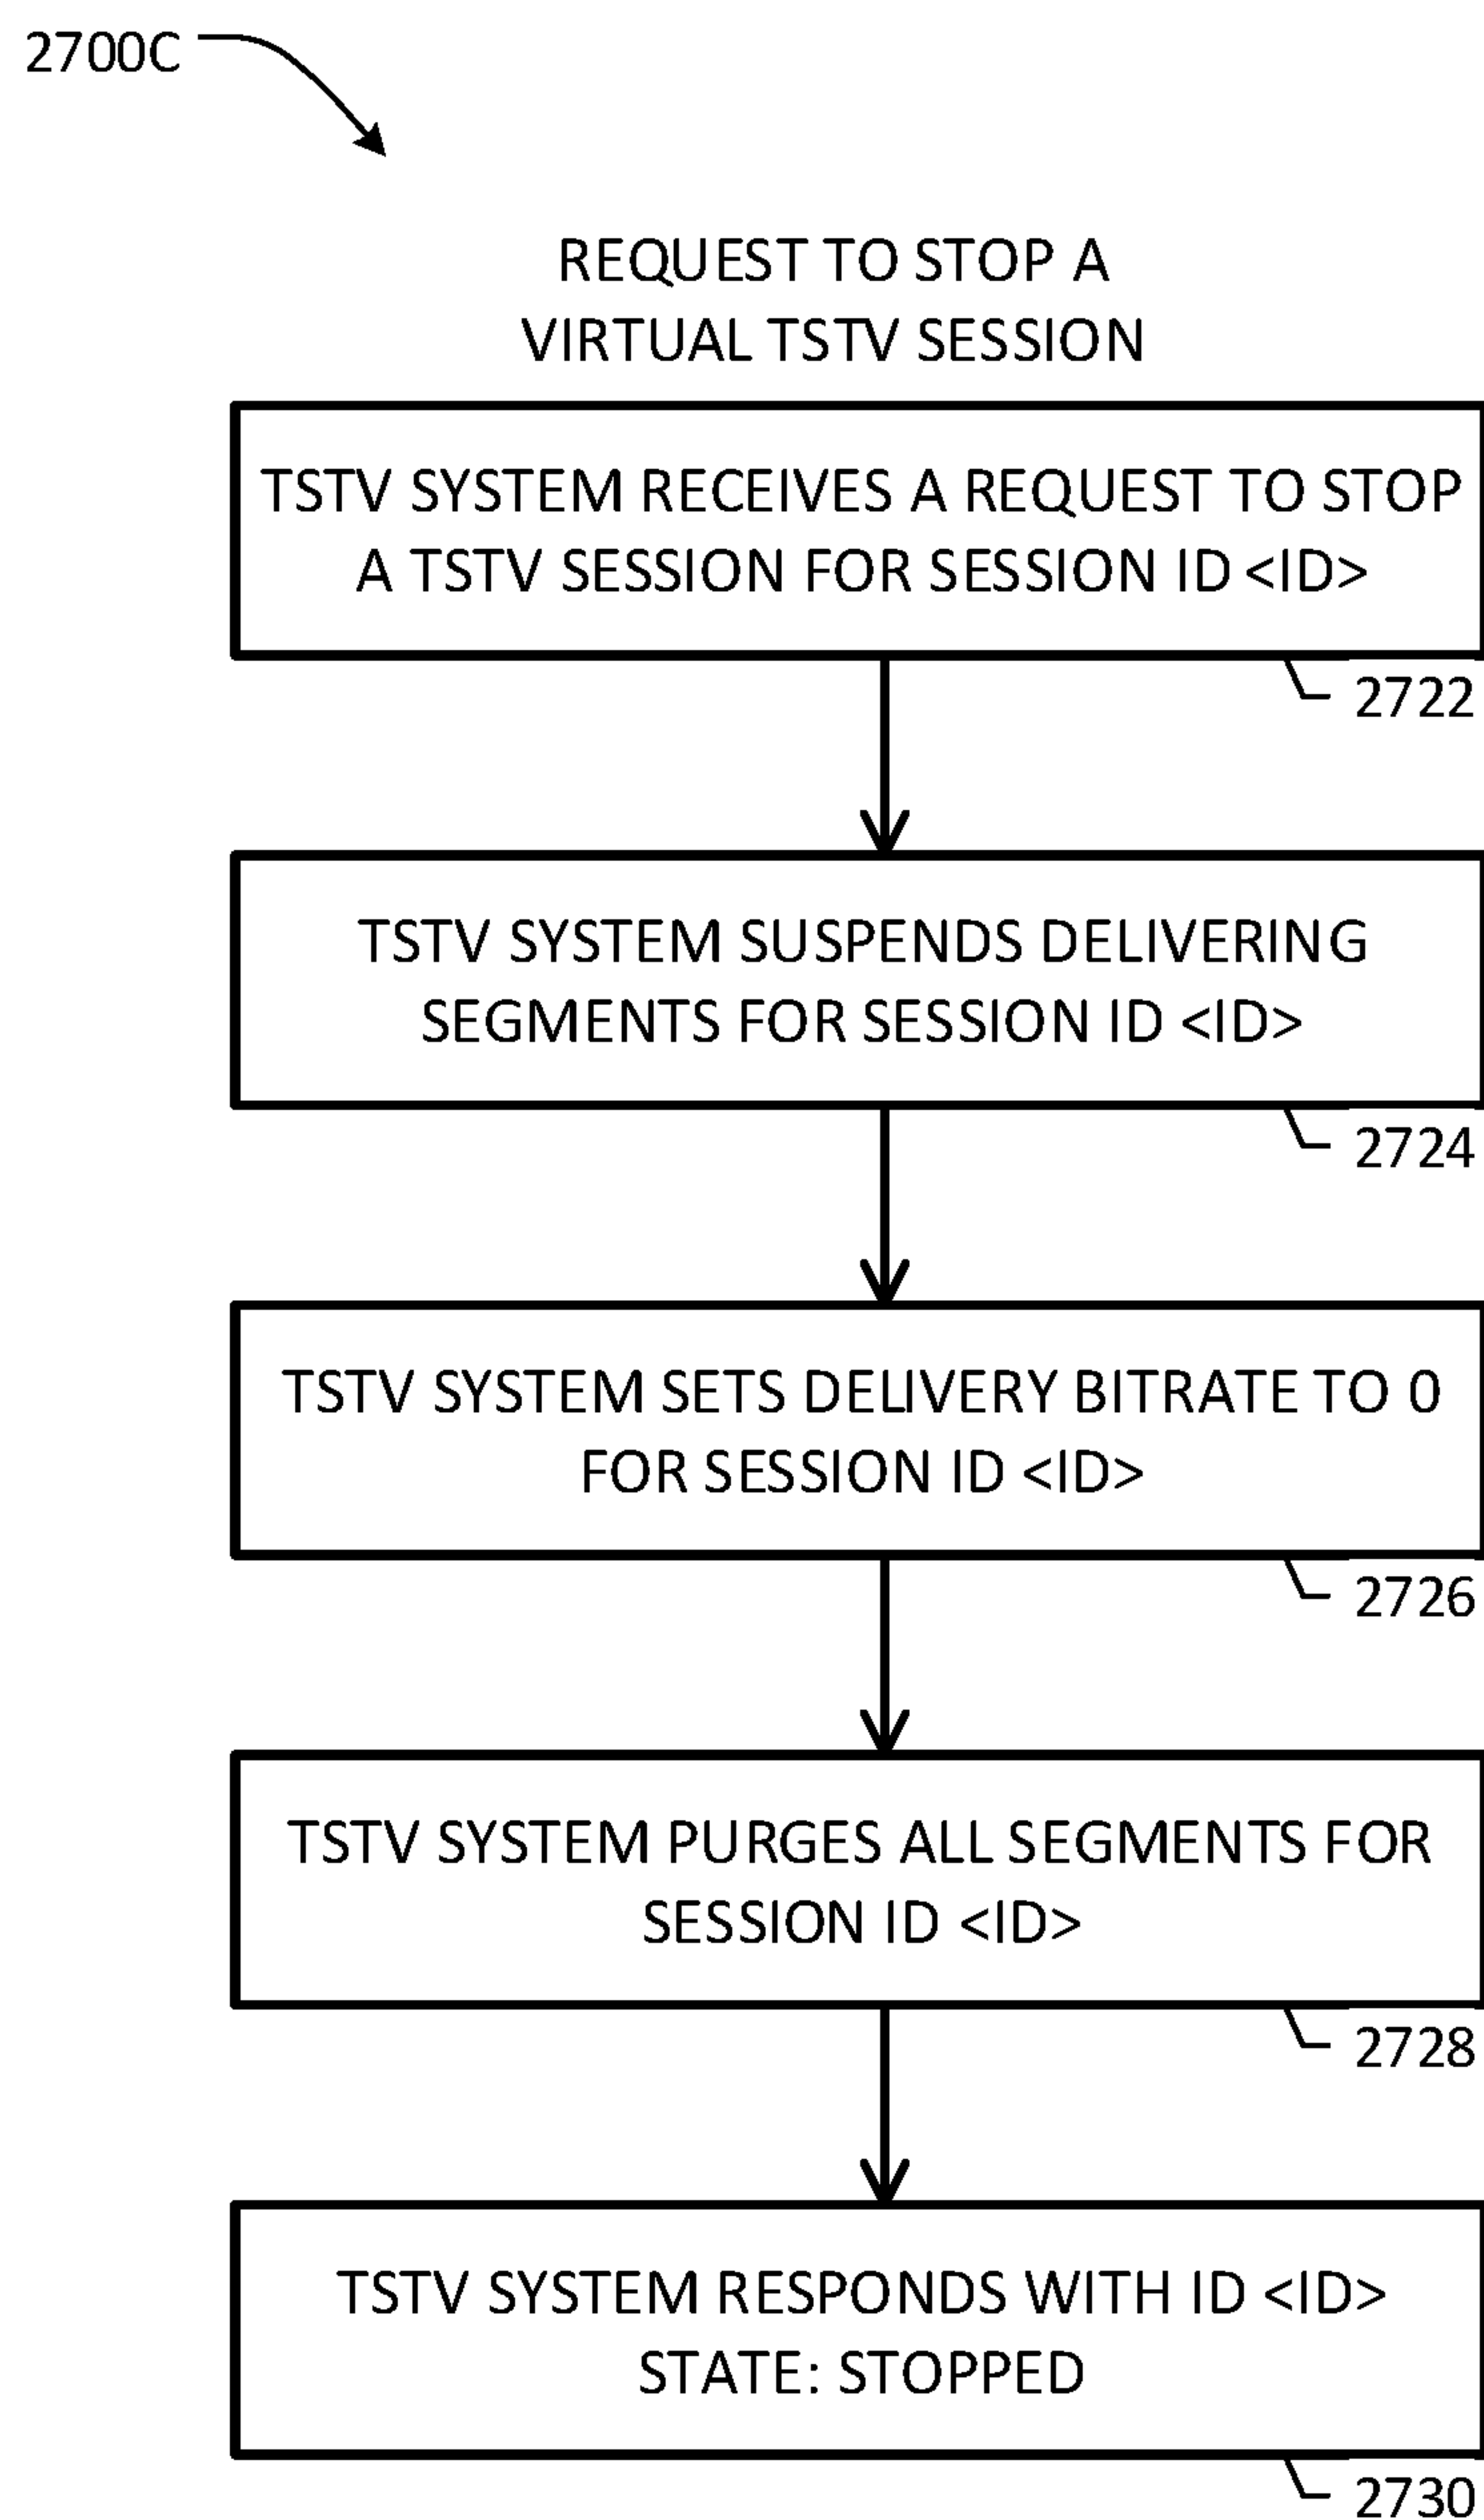 2700C
REQUEST TO STOP A
VIRTUAL TSTV SESSION
TSTV SYSTEM RECEIVES A REQUEST TO STOP
A TSTV SESSION FOR SESSION ID <ID>
2722
TSTV SYSTEM SUSPENDS DELIVERING
SEGMENTS FOR SESSION ID <ID>
2724
TSTV SYSTEM SETS DELIVERY BITRATE TO 0
FOR SESSION ID <ID>
2726
TSTV SYSTEM PURGES ALL SEGMENTS FOR
SESSION ID <ID>
2728
TSTV SYSTEM RESPONDS WITH ID <ID>
STATE: STOPPED
2730